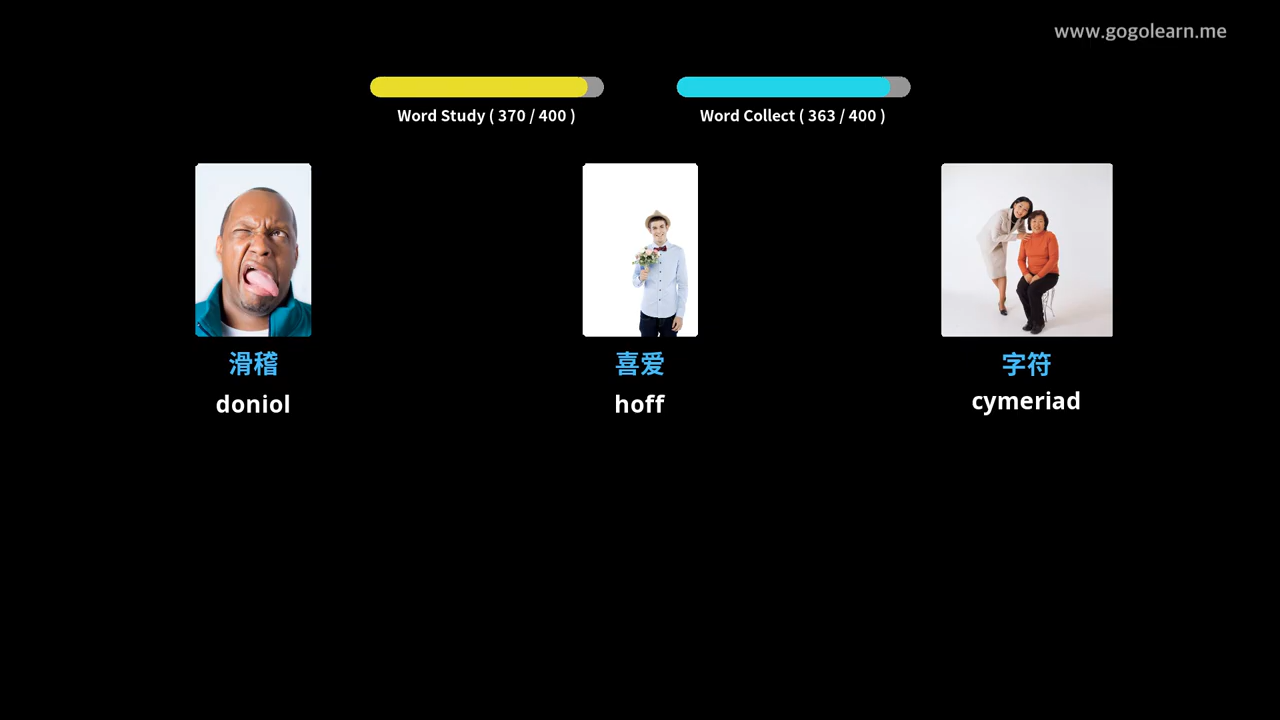 www.gogolearn.me
Word Study ( 370 / 400 )
Word Collect ( 363 / 400 )
滑稽
喜爱
字符
doniol
hoff
cymeriad